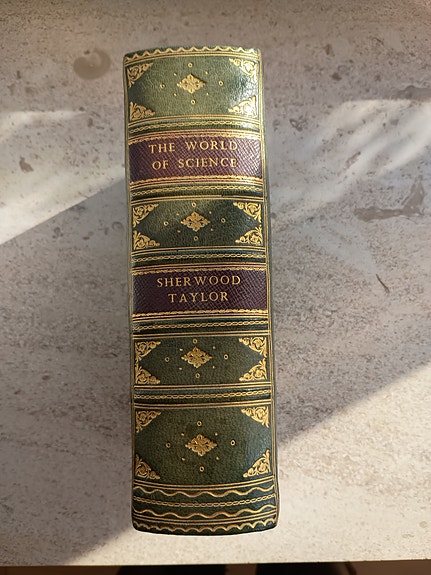 THE WORLD
OF SCIENCE
SHERWOOD
TAYLOR